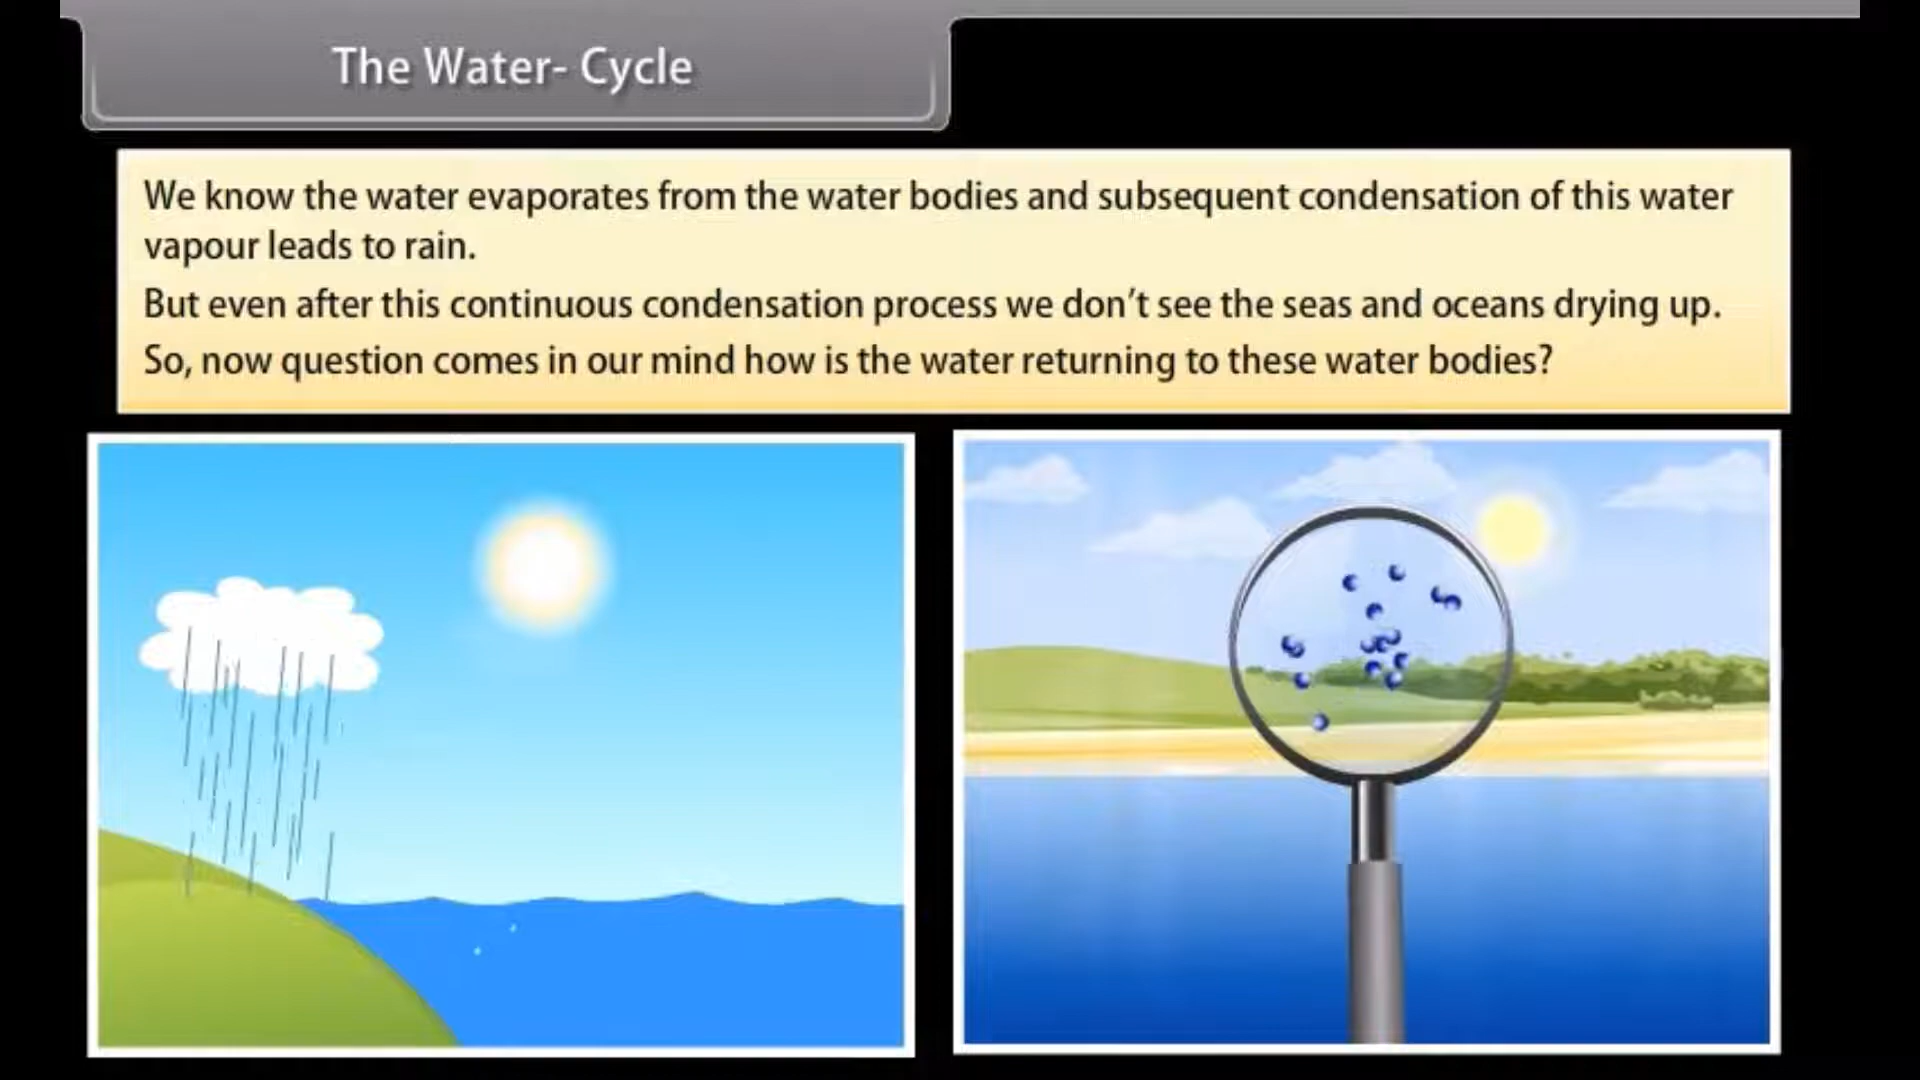 The Water- Cycle
We know the water evaporates from the water bodies and subsequent condensation of this water
vapour leads to rain.
But even after this continuous condensation process we don’t see the seas and oceans drying up.
So, now question comes in our mind how is the water returning to these water bodies?